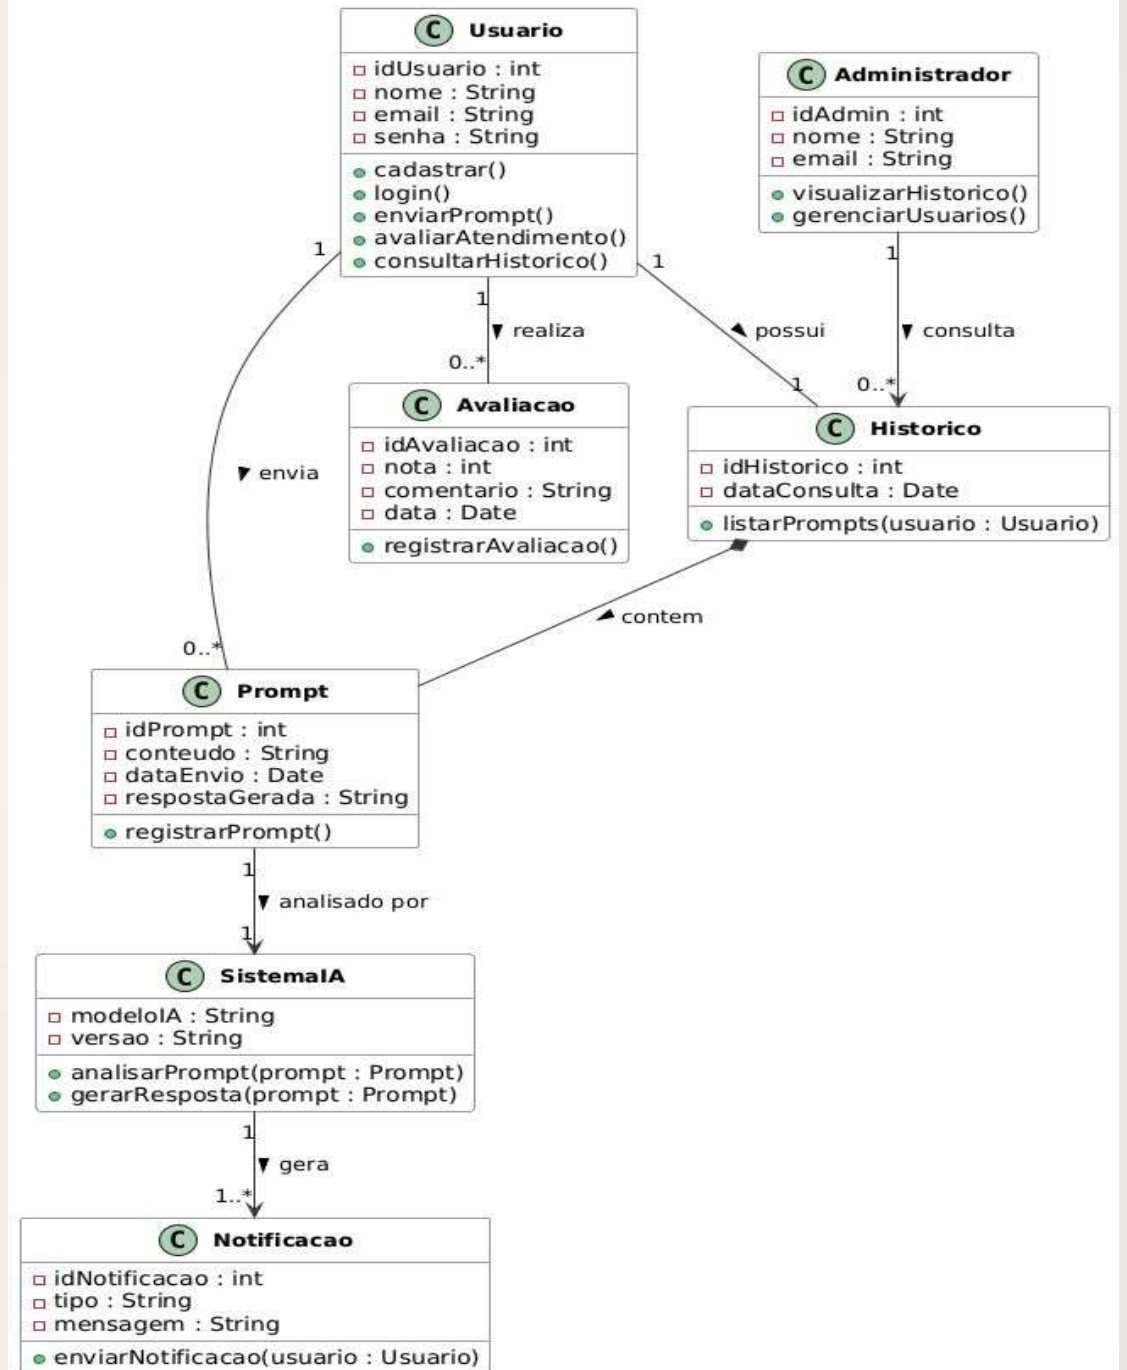 C Usuario
idUsuario : int
nome : String
email : String
senha : String
cadastrar()
login()
enviarPrompt()
avaliarAtendimento()
consultarHistorico()
C Administrador
idAdmin : int
nome : String
email : String
visualizarHistorico()
gerenciarUsuarios()
1
1
1
1
realiza
possui
consulta
0..*
1
0..*
C Avaliacao
idAvaliacao : int
nota : int
comentario : String
data : Date
registrarAvaliacao()
C Historico
idHistorico : int
dataConsulta : Date
listarPrompts(usuario : Usuario)
envia
contem
0..*
C Prompt
idPrompt : int
conteudo : String
dataEnvio : Date
respostaGerada : String
registrarPrompt()
1
analisado por
1
C SistemaIA
modeloIA : String
versao : String
analisarPrompt(prompt : Prompt)
gerarResposta(prompt : Prompt)
1
gera
1..*
C Notificacao
idNotificacao : int
tipo : String
mensagem : String
enviarNotificacao(usuario : Usuario)